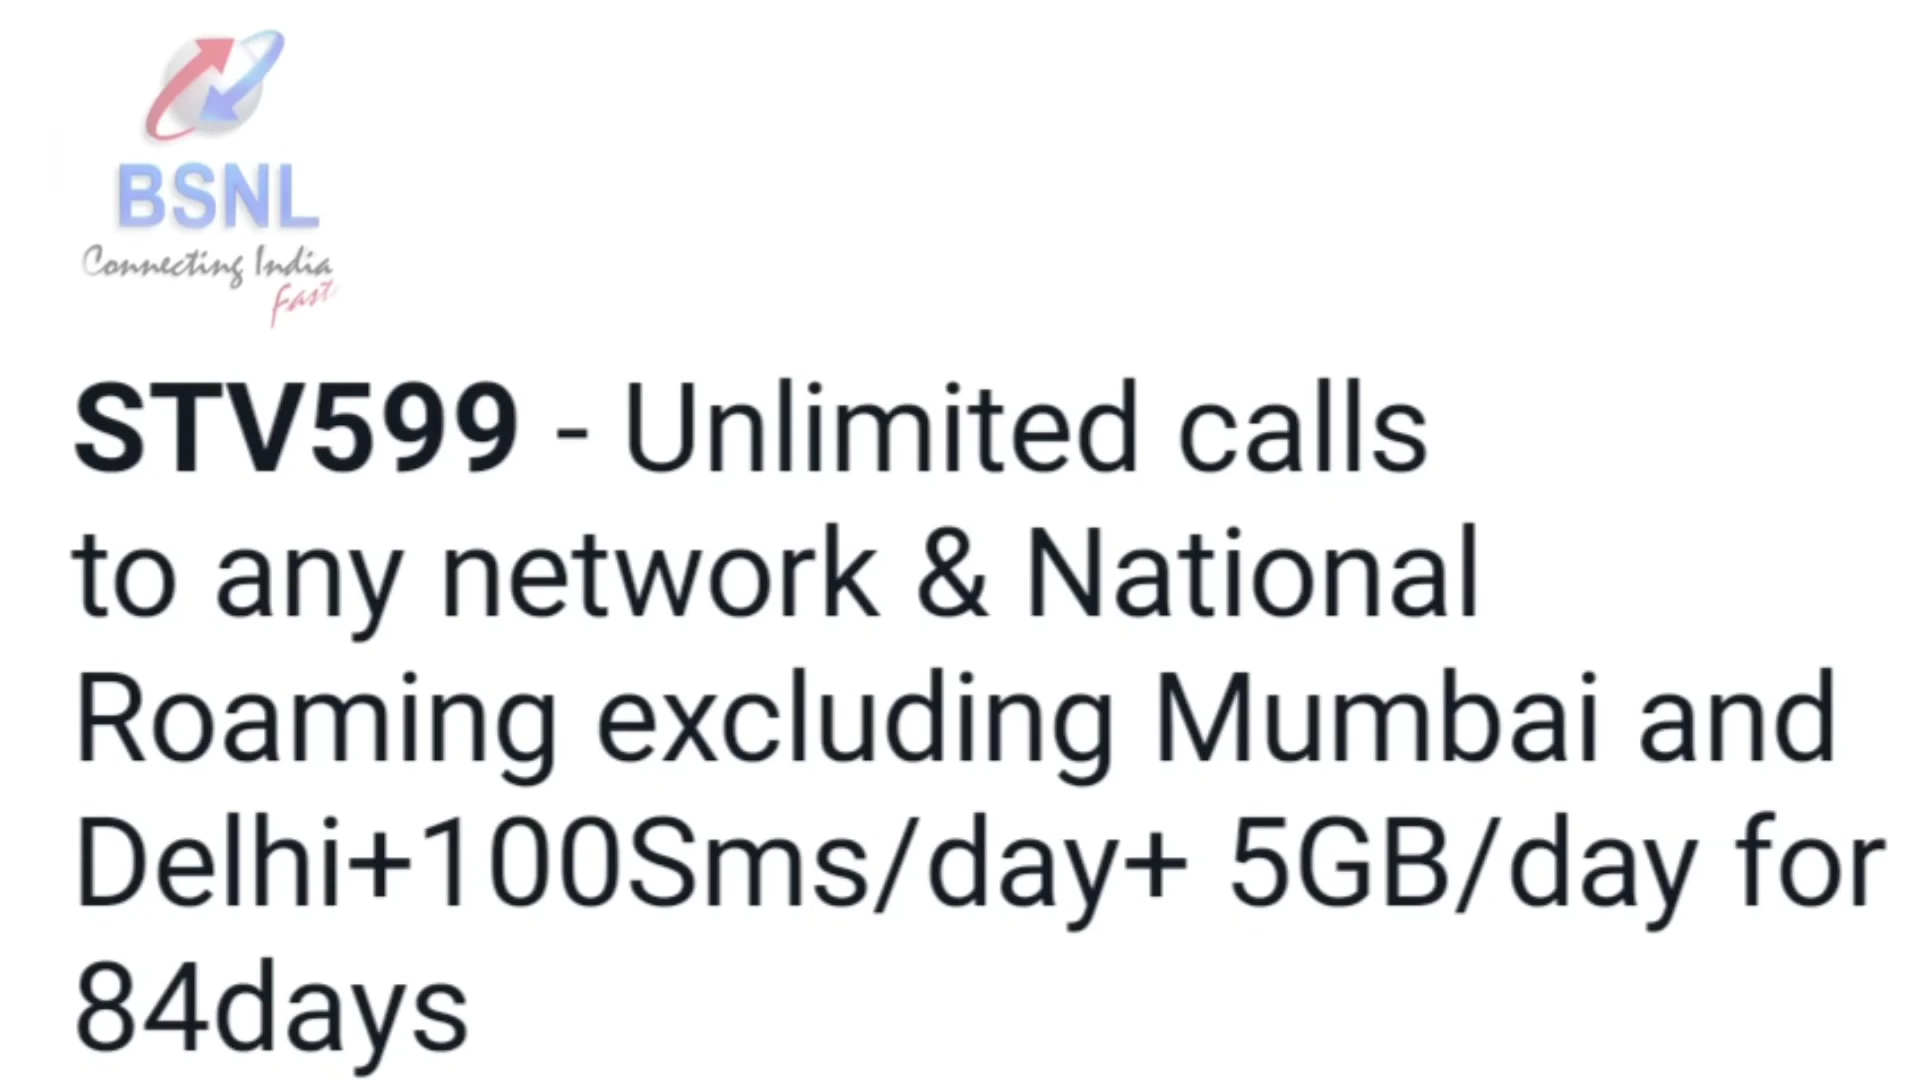 BSNL
Connecting India
Fast
STV599 - Unlimited calls
to any network & National
Roaming excluding Mumbai and
Delhi+100Sms/day+ 5GB/day for
84days